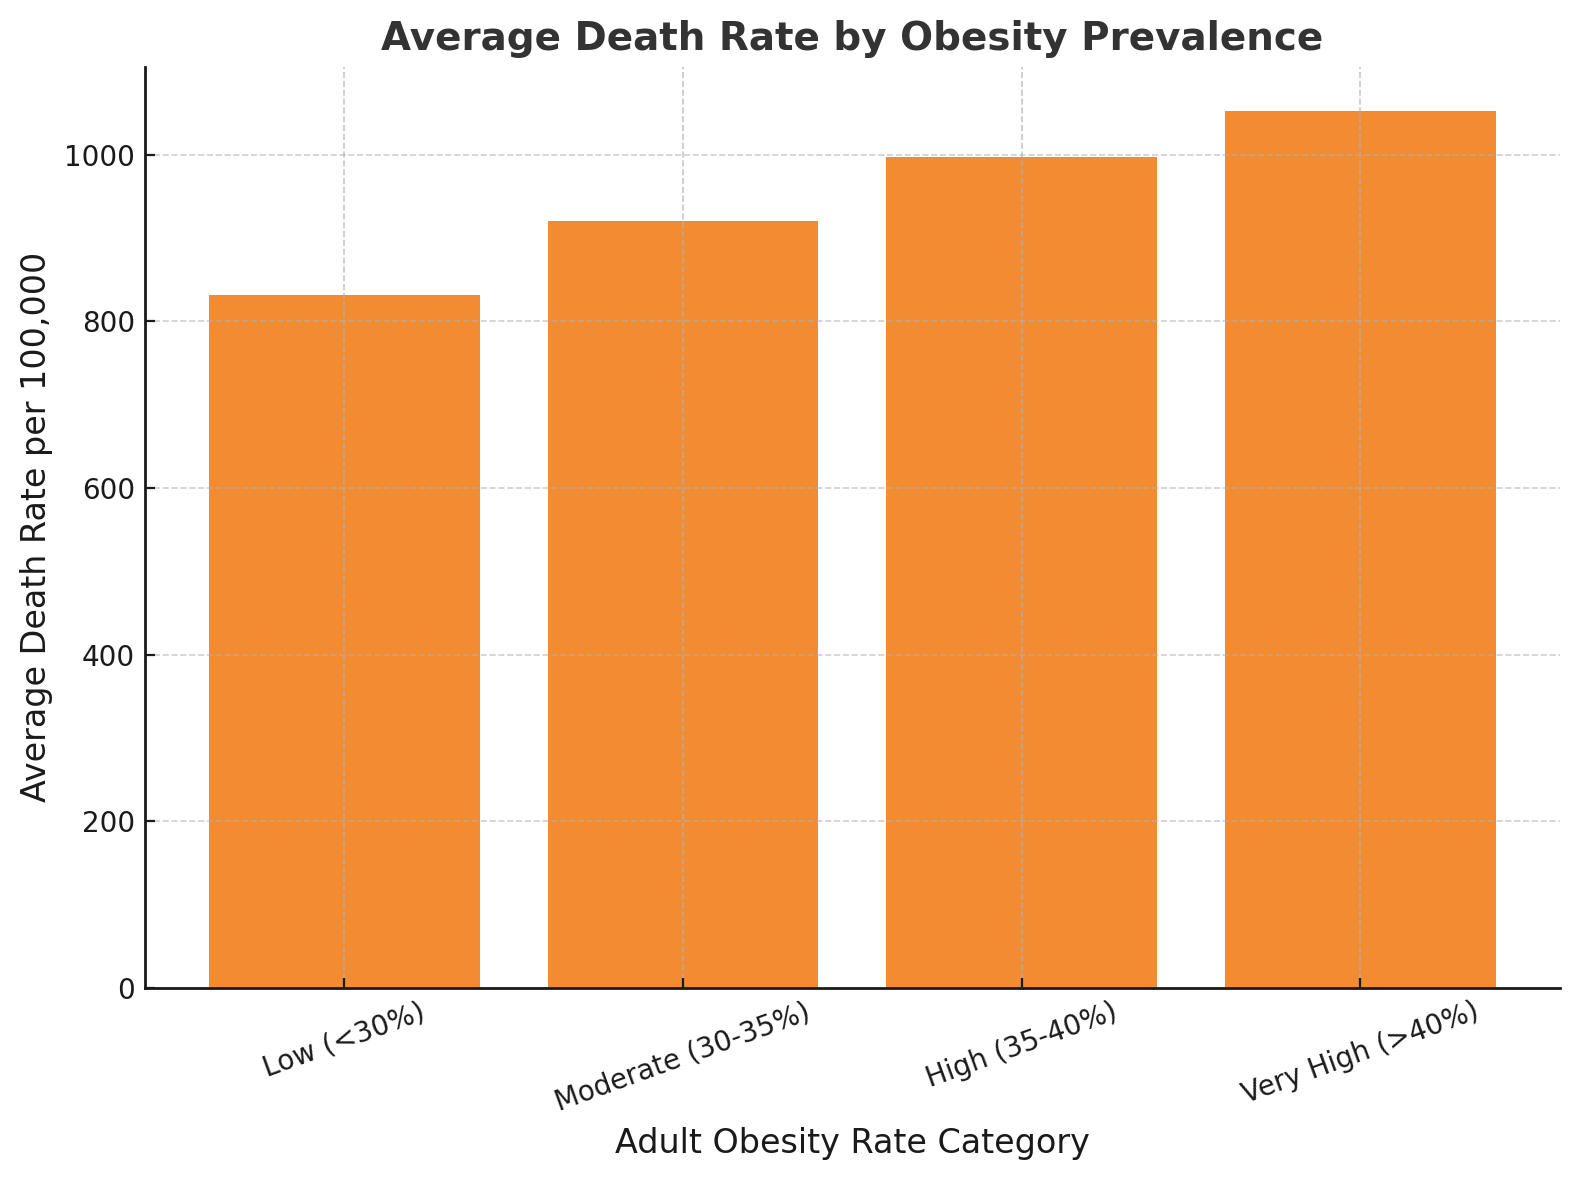 Average Death Rate by Obesity Prevalence
Average Death Rate per 100,000
1000
800
600
400
200
0
Low (<30%)
Moderate (30-35%)
High (35-40%)
Very High (>40%)
Adult Obesity Rate Category